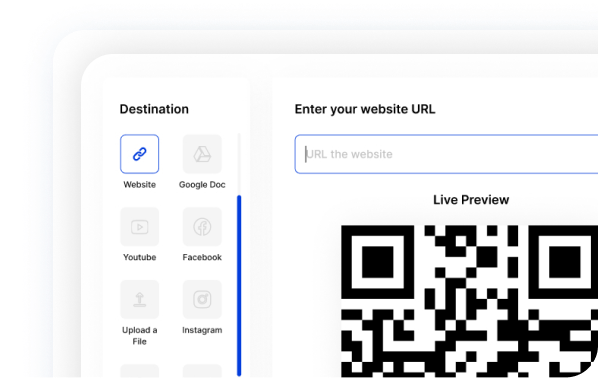 Destination
Enter your website URL
URL the website
Website
Google Doc
Live Preview
Youtube
Facebook
Upload a
File
Instagram